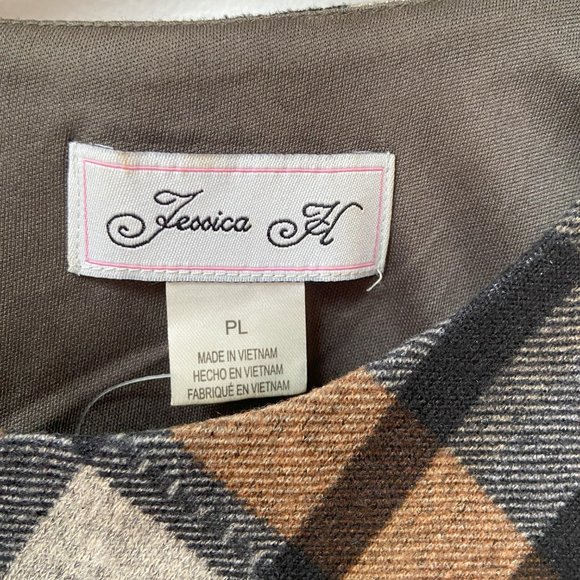 Jessica H
PL
MADE IN VIETNAM
HECHO EN VIETNAM
FABRIQUÉ EN VIETNAM